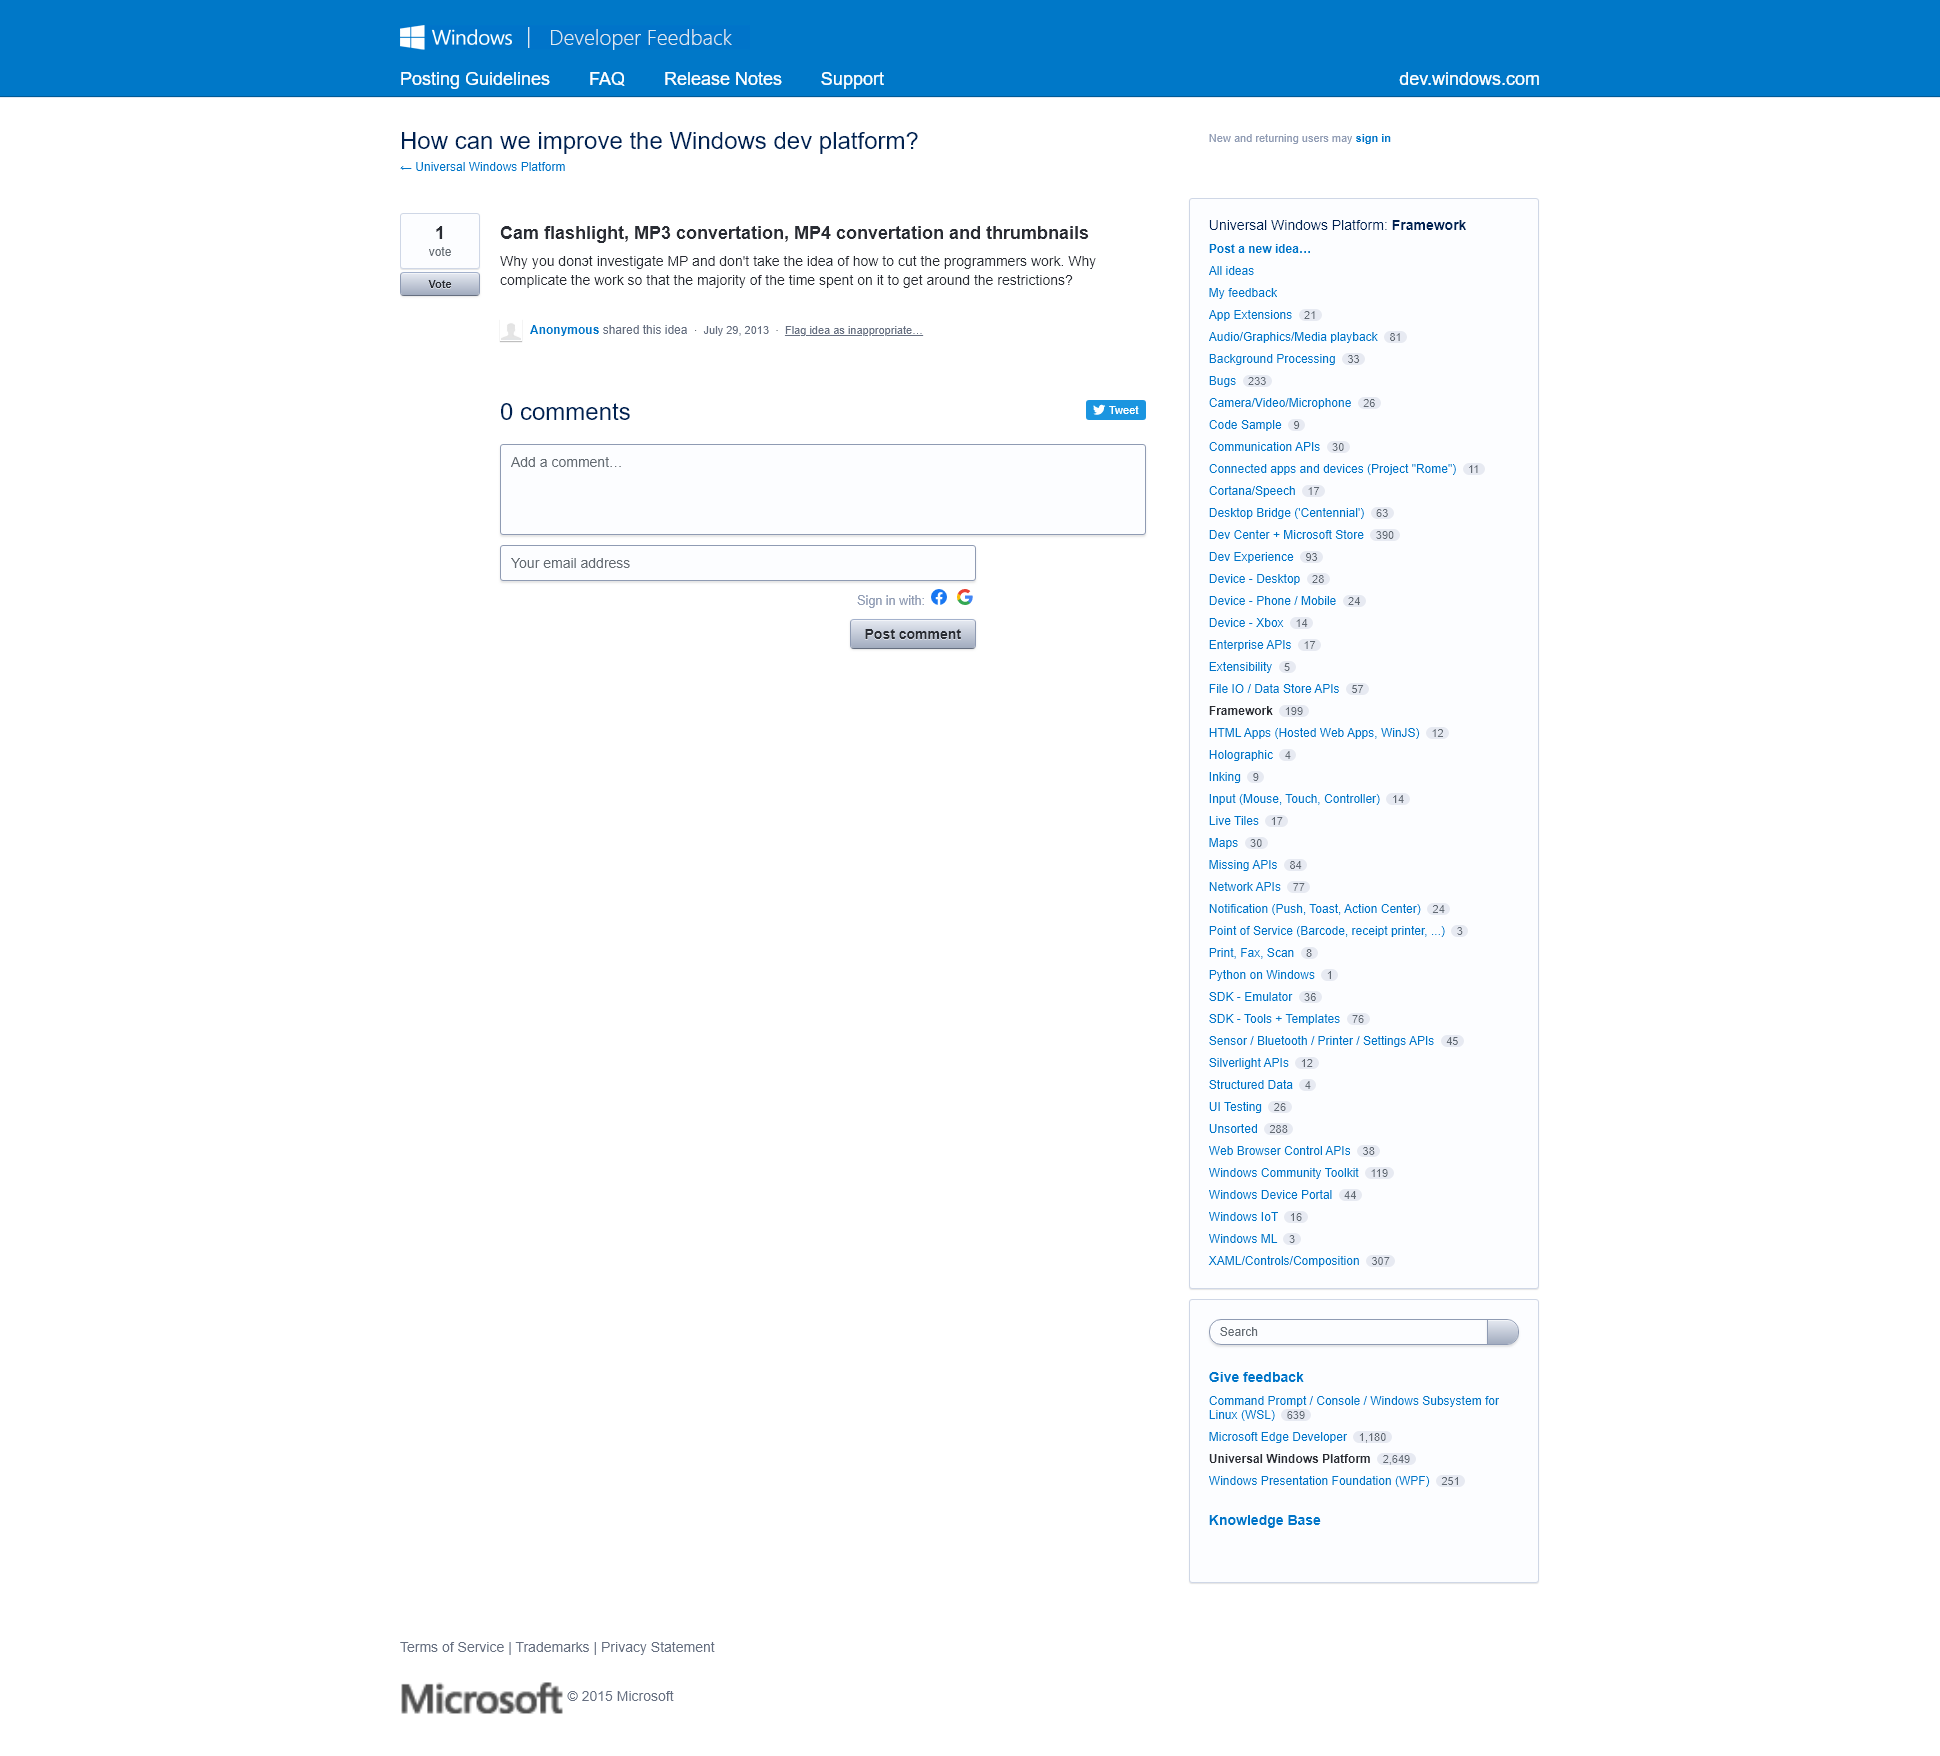 Windows | Developer Feedback
Posting Guidelines FAQ Release Notes Support dev.windows.com
How can we improve the Windows dev platform?
← Universal Windows Platform
New and returning users may sign in
1
vote
Vote
Cam flashlight, MP3 convertation, MP4 convertation and thrumbnails
Why you donэt investigate MP and don't take the idea of how to cut the programmers work. Why
complicate the work so that the majority of the time spent on it to get around the restrictions?
Anonymous shared this idea · July 29, 2013 · Flag idea as inappropriate…
0 comments
Tweet
Add a comment…
Your email address
Sign in with:
Post comment
Universal Windows Platform: Framework
Post a new idea…
All ideas
My feedback
App Extensions 21
Audio/Graphics/Media playback 81
Background Processing 33
Bugs 233
Camera/Video/Microphone 26
Code Sample 9
Communication APIs 30
Connected apps and devices (Project "Rome") 11
Cortana/Speech 17
Desktop Bridge ('Centennial') 63
Dev Center + Microsoft Store 390
Dev Experience 93
Device - Desktop 28
Device - Phone / Mobile 24
Device - Xbox 14
Enterprise APIs 17
Extensibility 5
File IO / Data Store APIs 57
Framework 199
HTML Apps (Hosted Web Apps, WinJS) 12
Holographic 4
Inking 9
Input (Mouse, Touch, Controller) 14
Live Tiles 17
Maps 30
Missing APIs 84
Network APIs 77
Notification (Push, Toast, Action Center) 24
Point of Service (Barcode, receipt printer, ...) 3
Print, Fax, Scan 8
Python on Windows 1
SDK - Emulator 36
SDK - Tools + Templates 76
Sensor / Bluetooth / Printer / Settings APIs 45
Silverlight APIs 12
Structured Data 4
UI Testing 26
Unsorted 288
Web Browser Control APIs 38
Windows Community Toolkit 119
Windows Device Portal 44
Windows IoT 16
Windows ML 3
XAML/Controls/Composition 307
Search
Give feedback
Command Prompt / Console / Windows Subsystem for
Linux (WSL) 639
Microsoft Edge Developer 1,180
Universal Windows Platform 2,649
Windows Presentation Foundation (WPF) 251
Knowledge Base
Terms of Service | Trademarks | Privacy Statement
Microsoft © 2015 Microsoft